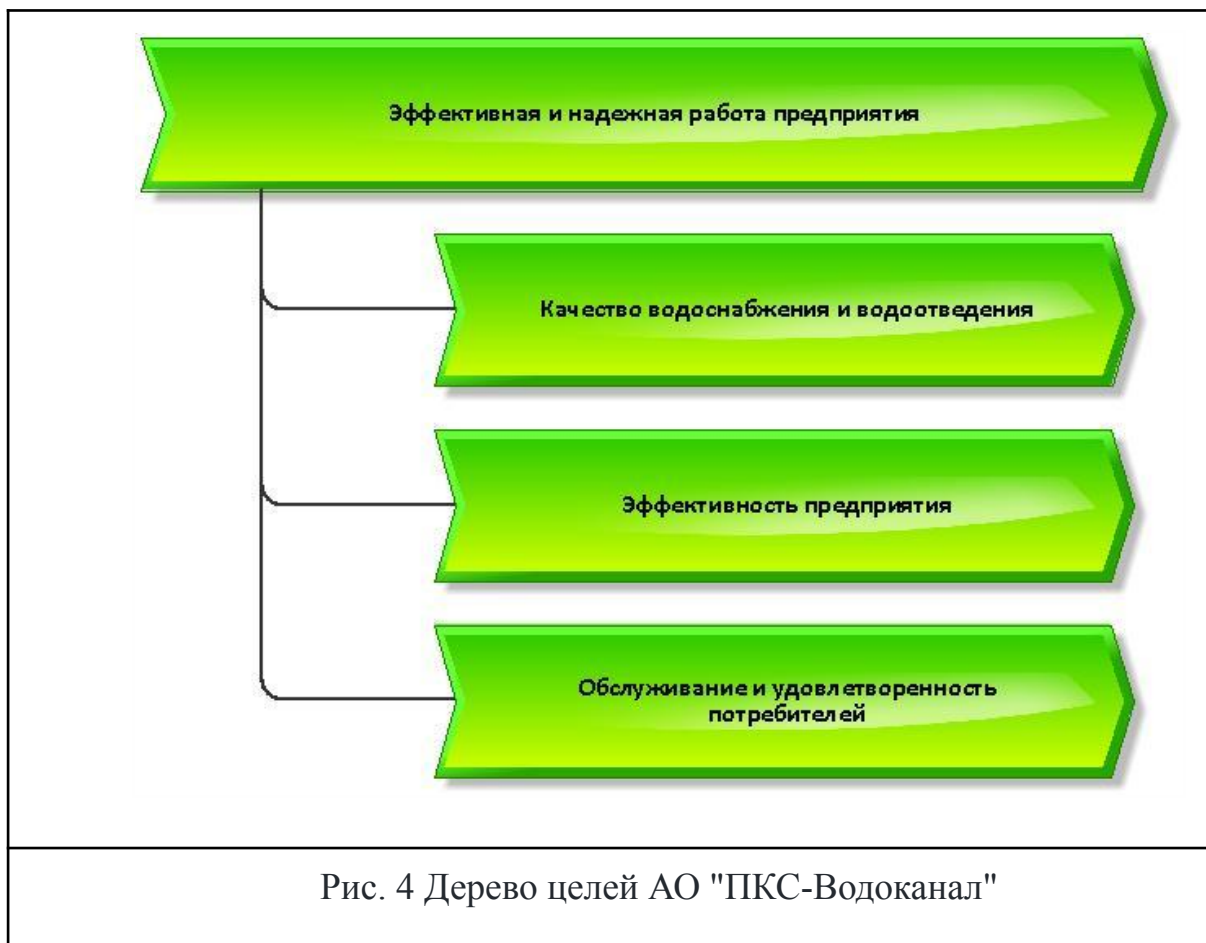 Эффективная и надежная работа предприятия
Качество водоснабжения и водоотведения
Эффективность предприятия
Обслуживание и удовлетворенность
потребителей
Рис. 4 Дерево целей АО "ПКС-Водоканал"